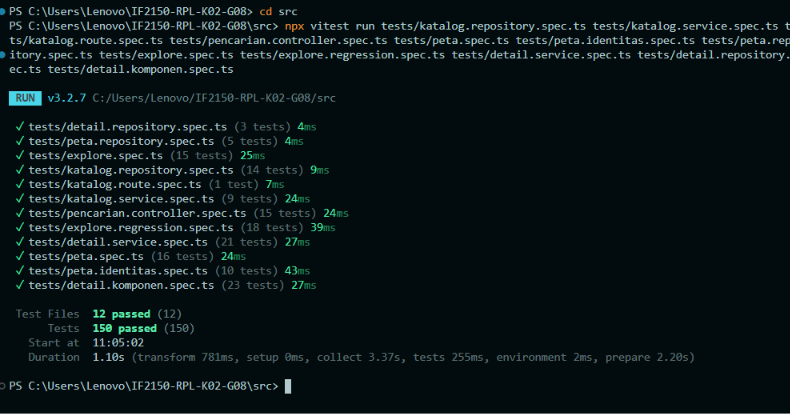 PS C:\Users\Lenovo\IF2150-RPL-K02-G08> cd src
PS C:\Users\Lenovo\IF2150-RPL-K02-G08\src> npx vitest run tests/katalog.repository.spec.ts tests/katalog.service.spec.ts t
ts/katalog.route.spec.ts tests/pencarian.controller.spec.ts tests/peta.spec.ts tests/peta.identitas.spec.ts tests/peta.rep
itory.spec.ts tests/explore.spec.ts tests/explore.regression.spec.ts tests/detail.service.spec.ts tests/detail.repository.
ec.ts tests/detail.komponen.spec.ts
RUN v3.2.7 C:/Users/Lenovo/IF2150-RPL-K02-G08/src
✓ tests/detail.repository.spec.ts (3 tests) 4ms
✓ tests/peta.repository.spec.ts (5 tests) 4ms
✓ tests/explore.spec.ts (15 tests) 25ms
✓ tests/katalog.repository.spec.ts (14 tests) 9ms
✓ tests/katalog.route.spec.ts (1 test) 7ms
✓ tests/katalog.service.spec.ts (9 tests) 24ms
✓ tests/pencarian.controller.spec.ts (15 tests) 24ms
✓ tests/explore.regression.spec.ts (18 tests) 39ms
✓ tests/detail.service.spec.ts (21 tests) 27ms
✓ tests/peta.spec.ts (16 tests) 24ms
✓ tests/peta.identitas.spec.ts (10 tests) 43ms
✓ tests/detail.komponen.spec.ts (23 tests) 27ms
Test Files 12 passed (12)
Tests 150 passed (150)
Start at 11:05:02
Duration 1.10s (transform 781ms, setup 0ms, collect 3.37s, tests 255ms, environment 2ms, prepare 2.20s)
PS C:\Users\Lenovo\IF2150-RPL-K02-G08\src>